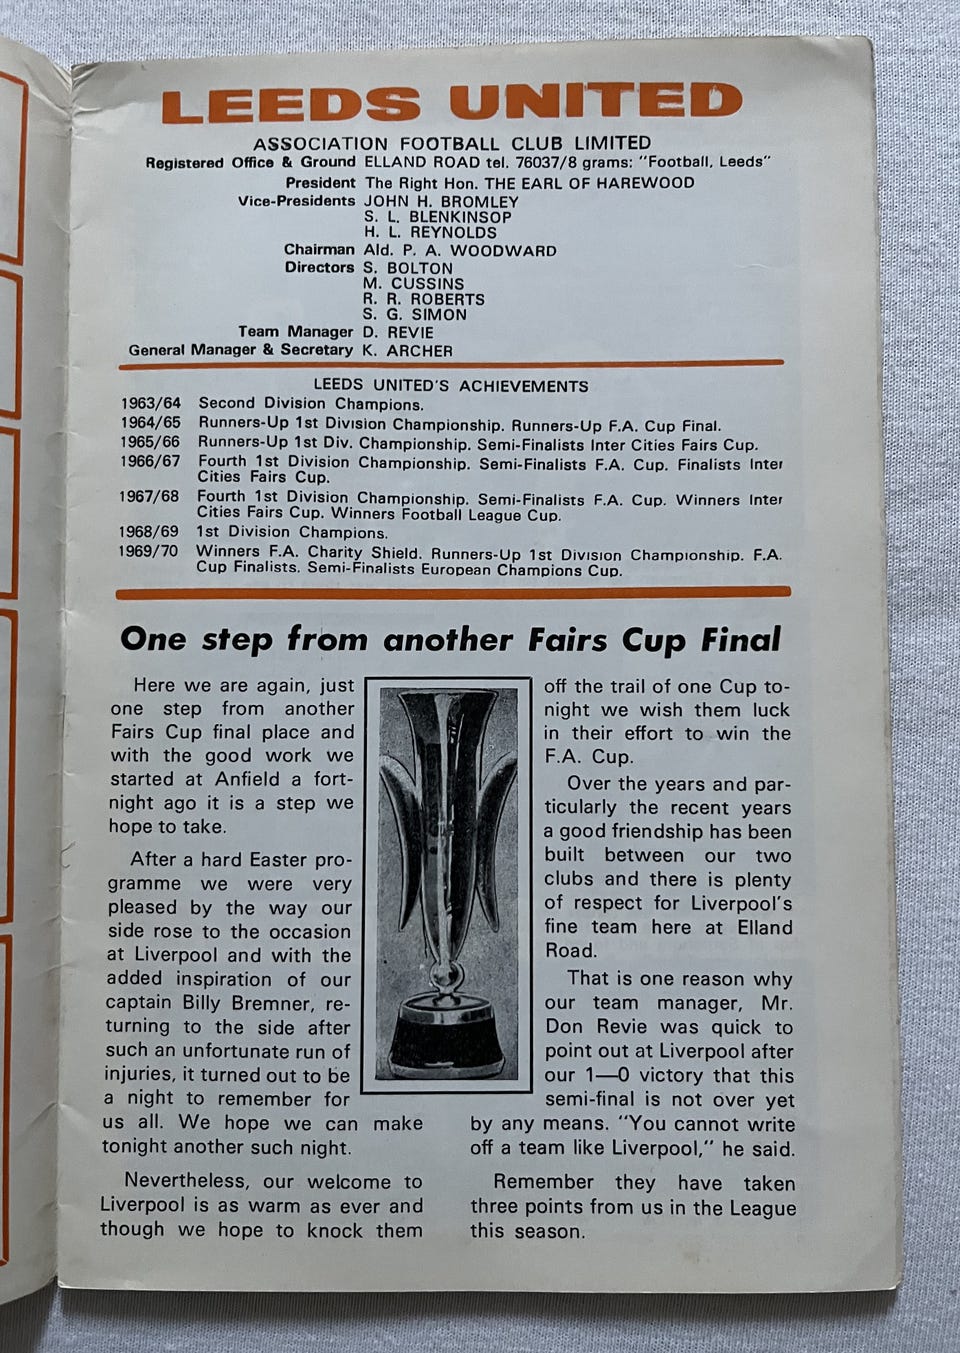 LEEDS UNITED
ASSOCIATION FOOTBALL CLUB LIMITED
Registered Office & Ground ELLAND ROAD tel. 76037/8 grams: "Football, Leeds"
President The Right Hon. THE EARL OF HAREWOOD
Vice-Presidents JOHN H. BROMLEY
S. L. BLENKINSOP
H. L. REYNOLDS
Chairman Ald. P. A. WOODWARD
Directors S. BOLTON
M. CUSSINS
R. R. ROBERTS
S. G. SIMON
Team Manager D. REVIE
General Manager & Secretary K. ARCHER
LEEDS UNITED'S ACHIEVEMENTS
1963/64 Second Division Champions.
1964/65 Runners-Up 1st Division Championship. Runners-Up F.A. Cup Final.
1965/66 Runners-Up 1st Div. Championship. Semi-Finalists Inter Cities Fairs Cup.
1966/67 Fourth 1st Division Championship. Semi-Finalists F.A. Cup. Finalists Inter
Cities Fairs Cup.
1967/68 Fourth 1st Division Championship. Semi-Finalists F.A. Cup. Winners Inter
Cities Fairs Cup. Winners Football League Cup.
1968/69 1st Division Champions.
1969/70 Winners F.A. Charity Shield. Runners-Up 1st Division Championship. F.A.
Cup Finalists. Semi-Finalists European Champions Cup.
One step from another Fairs Cup Final
Here we are again, just
one step from another
Fairs Cup final place and
with the good work we
started at Anfield a fort-
night ago it is a step we
hope to take.
After a hard Easter pro-
gramme we were very
pleased by the way our
side rose to the occasion
at Liverpool and with the
added inspiration of our
captain Billy Bremner, re-
turning to the side after
such an unfortunate run of
injuries, it turned out to be
a night to remember for
us all. We hope we can make
tonight another such night.
Nevertheless, our welcome to
Liverpool is as warm as ever and
though we hope to knock them
off the trail of one Cup to-
night we wish them luck
in their effort to win the
F.A. Cup.
Over the years and par-
ticularly the recent years
a good friendship has been
built between our two
clubs and there is plenty
of respect for Liverpool's
fine team here at Elland
Road.
That is one reason why
our team manager, Mr.
Don Revie was quick to
point out at Liverpool after
our 1—0 victory that this
semi-final is not over yet
by any means. "You cannot write
off a team like Liverpool," he said.
Remember they have taken
three points from us in the League
this season.